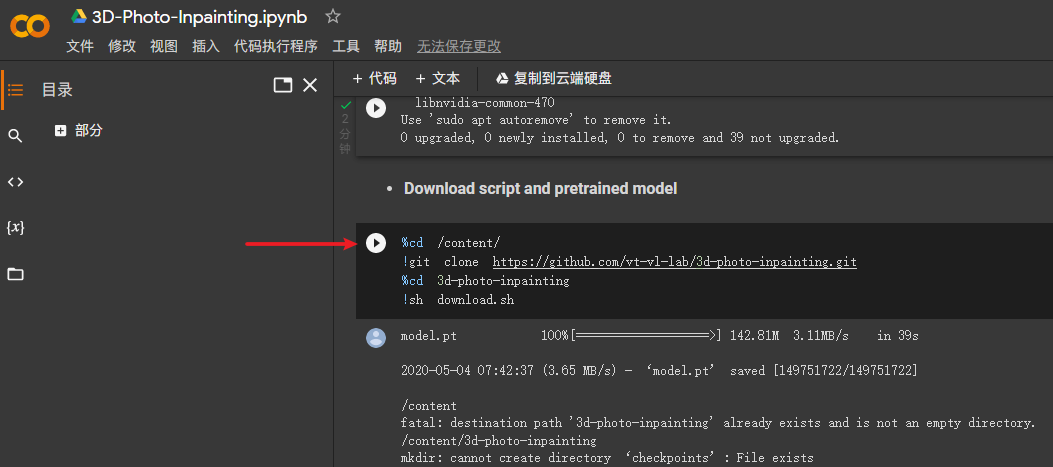 3D-Photo-Inpainting.ipynb
文件 修改 视图 插入 代码执行程序 工具 帮助 无法保存更改
目录
部分
+ 代码 + 文本 复制到云端硬盘
2
分
钟
libnvidia-common-470
Use 'sudo apt autoremove' to remove it.
0 upgraded, 0 newly installed, 0 to remove and 39 not upgraded.
• Download script and pretrained model
%cd /content/
!git clone https://github.com/vt-vl-lab/3d-photo-inpainting.git
%cd 3d-photo-inpainting
!sh download.sh
model.pt 100%[===================>] 142.81M 3.11MB/s in 39s
2020-05-04 07:42:37 (3.65 MB/s) - ‘model.pt’ saved [149751722/149751722]
/content
fatal: destination path '3d-photo-inpainting' already exists and is not an empty directory.
/content/3d-photo-inpainting
mkdir: cannot create directory ‘checkpoints’: File exists